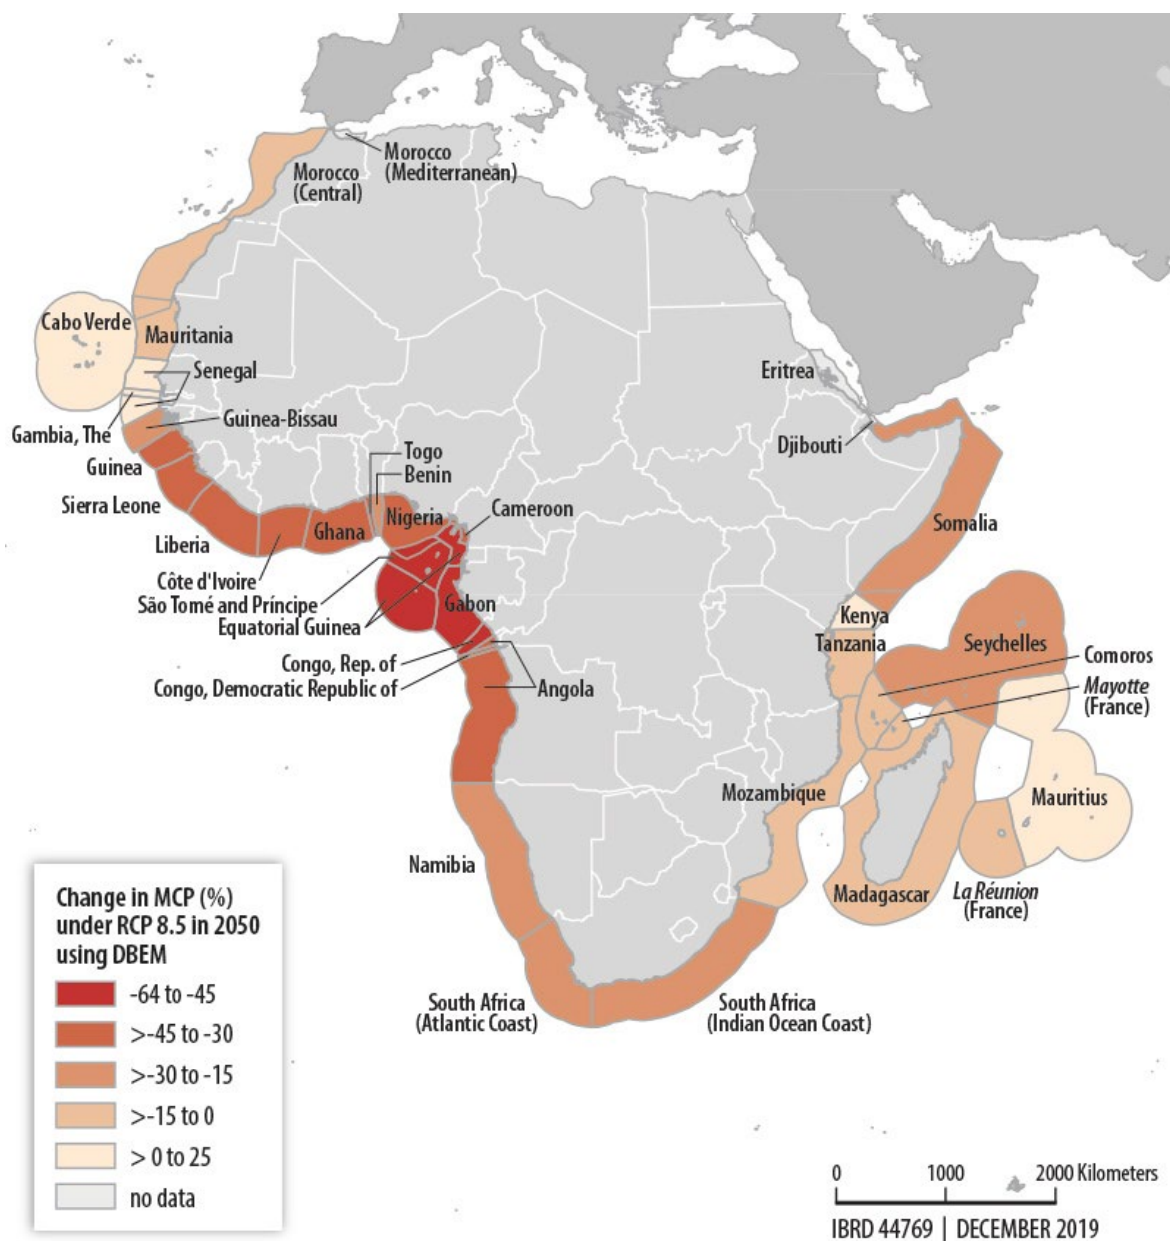 Morocco
(Mediterranean)
Morocco
(Central)
Cabo Verde
Mauritania
Senegal
Eritrea
Guinea-Bissau
Gambia, The
Djibouti
Togo
Guinea
Benin
Sierra Leone
Cameroon
Nigeria
Ghana
Somalia
Liberia
Côte d'Ivoire
São Tomé and Príncipe
Gabon
Kenya
Equatorial Guinea
Tanzania
Seychelles
Comoros
Congo, Rep. of
Congo, Democratic Republic of
Angola
Mayotte
(France)
Mozambique
Mauritius
Namibia
Madagascar
La Réunion
(France)
South Africa
(Atlantic Coast)
South Africa
(Indian Ocean Coast)
Change in MCP (%)
under RCP 8.5 in 2050
using DBEM
-64 to -45
>-45 to -30
>-30 to -15
>-15 to 0
> 0 to 25
no data
0 1000 2000 Kilometers
IBRD 44769 | DECEMBER 2019